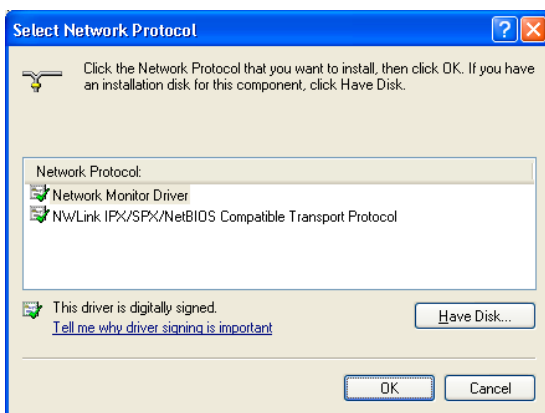 Select Network Protocol
Click the Network Protocol that you want to install, then click OK. If you have
an installation disk for this component, click Have Disk.
Network Protocol:
Network Monitor Driver
NWLink IPX/SPX/NetBIOS Compatible Transport Protocol
This driver is digitally signed.
Tell me why driver signing is important
Have Disk...
OK
Cancel